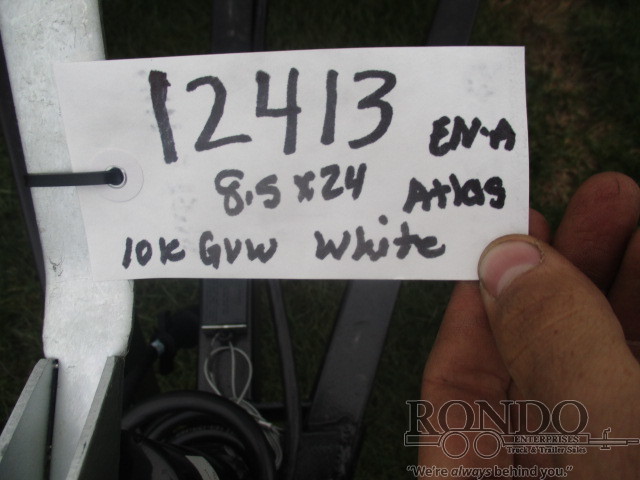 12413 EN-A
8.5 x 24 Atlas
10K GVW White
RONDO
ENTERPRISES
Truck & Trailer Sales
"We're always behind you."